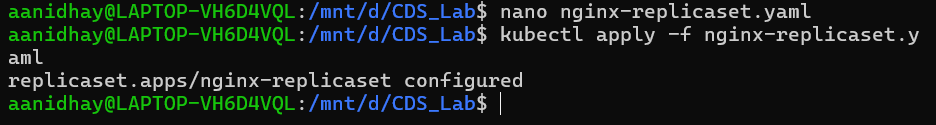 aanidhay@LAPTOP-VH6D4VQL:/mnt/d/CDS_Lab$ nano nginx-replicaset.yaml
aanidhay@LAPTOP-VH6D4VQL:/mnt/d/CDS_Lab$ kubectl apply -f nginx-replicaset.y
aml
replicaset.apps/nginx-replicaset configured
aanidhay@LAPTOP-VH6D4VQL:/mnt/d/CDS_Lab$